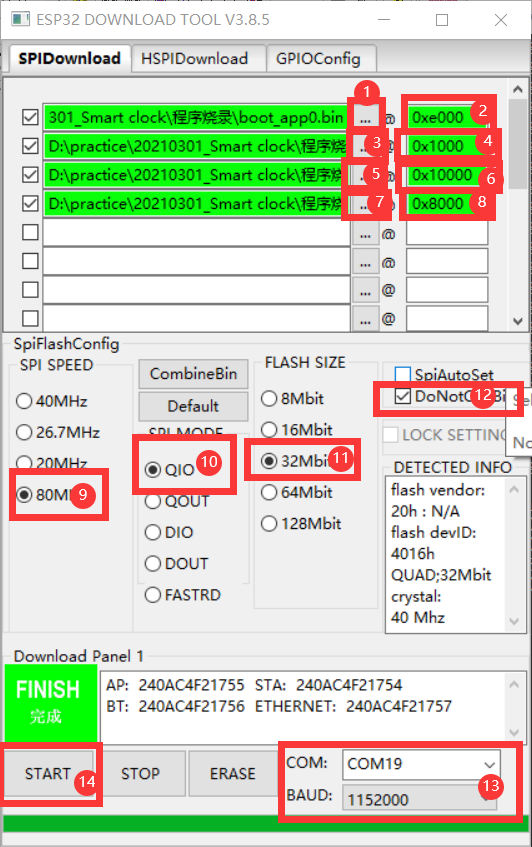 ESP32 DOWNLOAD TOOL V3.8.5
SPIDownload HSPIDownload GPIOConfig
1
301_Smart clock\程序烧录\boot_app0.bin ... @ 0xe000 2
D:\practice\20210301_Smart clock\程序烧 3 0x1000 4
D:\practice\20210301_Smart clock\程序烧 5 0x10000 6
D:\practice\20210301_Smart clock\程序烧 ... 7 0x8000 8
... @
... @
... @
... @
SpiFlashConfig
SPI SPEED
40MHz
26.7MHz
20MHz
80M 9
CombineBin
Default
SPI MODE
QIO 10
QOUT
DIO
DOUT
FASTRD
FLASH SIZE
8Mbit
16Mbit
32Mbit 11
64Mbit
128Mbit
SpiAutoSet
DoNot 12
LOCK SETTING
No
DETECTED INFO
flash vendor:
20h : N/A
flash devID:
4016h
QUAD;32Mbit
crystal:
40 Mhz
Download Panel 1
FINISH
完成
AP: 240AC4F21755 STA: 240AC4F21754
BT: 240AC4F21756 ETHERNET: 240AC4F21757
START 14
STOP
ERASE
COM: COM19
BAUD: 1152000
13